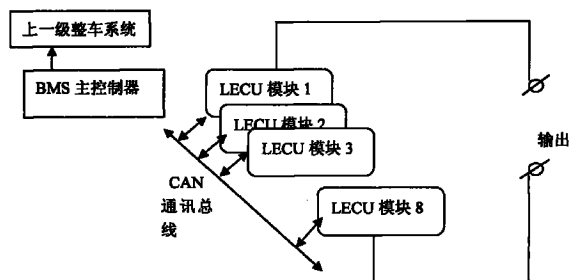 上一级整车系统
BMS 主控制器
LECU 模块 1
LECU 模块 2
LECU 模块 3
输出
CAN
通讯总
线
LECU 模块 8